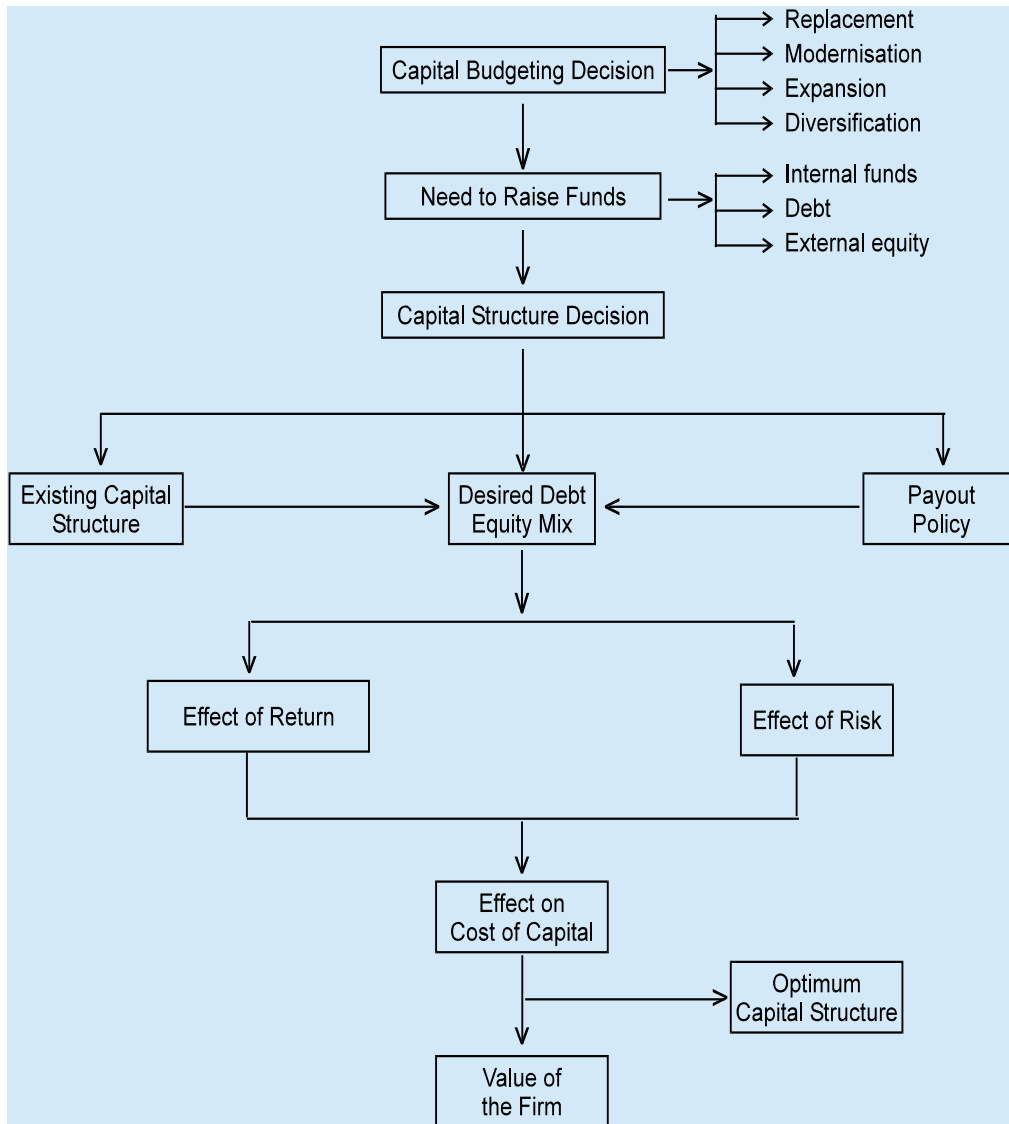 Replacement
Capital Budgeting Decision
Modernisation
Expansion
Diversification
Need to Raise Funds
Internal funds
Debt
External equity
Capital Structure Decision
Existing Capital
Structure
Desired Debt
Equity Mix
Payout
Policy
Effect of Return
Effect of Risk
Effect on
Cost of Capital
Optimum
Capital Structure
Value of
the Firm